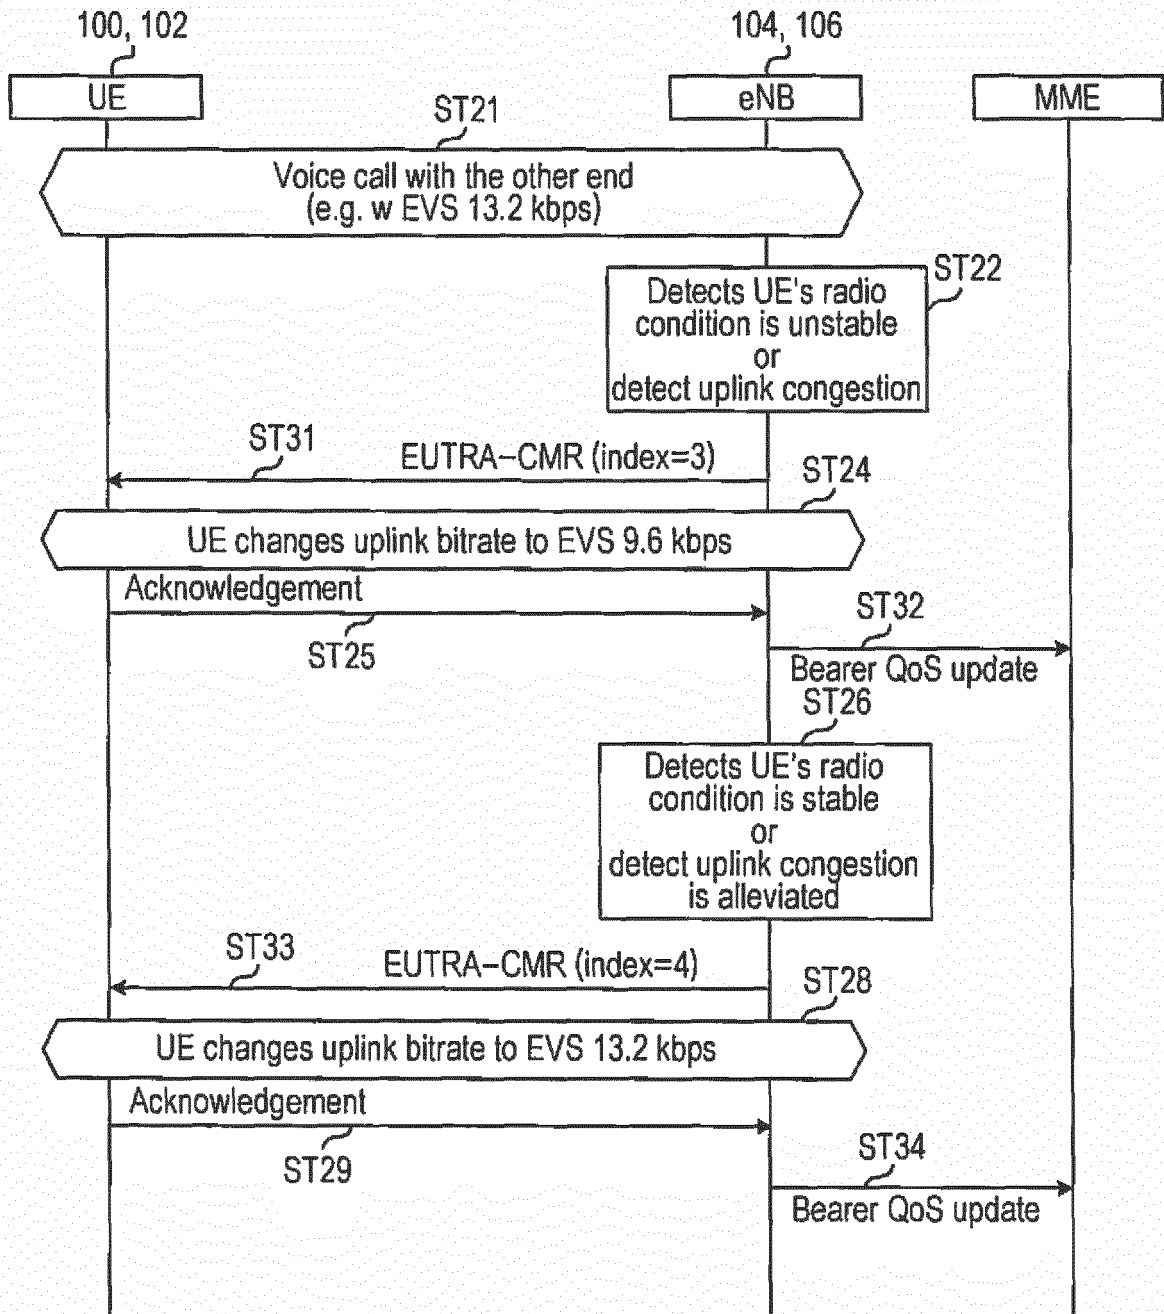 100, 102
104, 106
UE
eNB
MME
ST21
Voice call with the other end
(e.g. w EVS 13.2 kbps)
ST22
Detects UE's radio
condition is unstable
or
detect uplink congestion
ST31
EUTRA-CMR (index=3)
ST24
UE changes uplink bitrate to EVS 9.6 kbps
Acknowledgement
ST25
ST32
Bearer QoS update
ST26
Detects UE's radio
condition is stable
or
detect uplink congestion
is alleviated
ST33
EUTRA-CMR (index=4)
ST28
UE changes uplink bitrate to EVS 13.2 kbps
Acknowledgement
ST29
ST34
Bearer QoS update